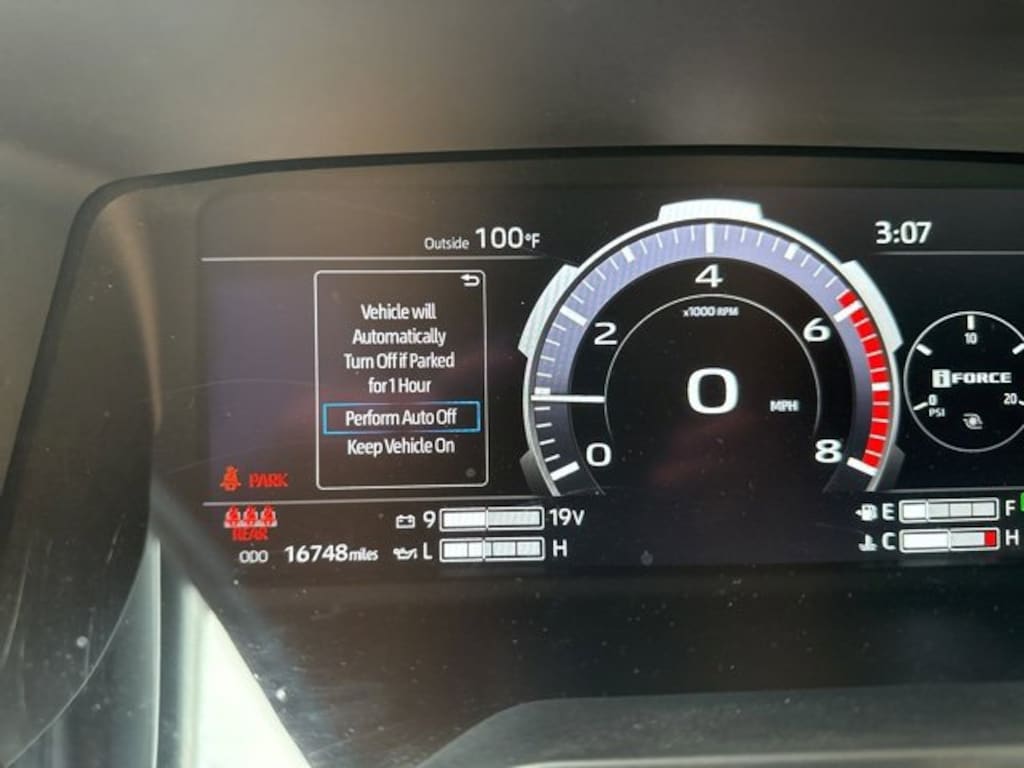 Outside 100°F
3:07
Vehicle will
Automatically
Turn Off if Parked
for 1 Hour
Perform Auto Off
Keep Vehicle On
0
2
4
6
8
x1000 RPM
0 MPH
10
iFORCE
0
PSI
20
PARK
REAR
9 19V
E F
ODO 16748 miles
L H
C H